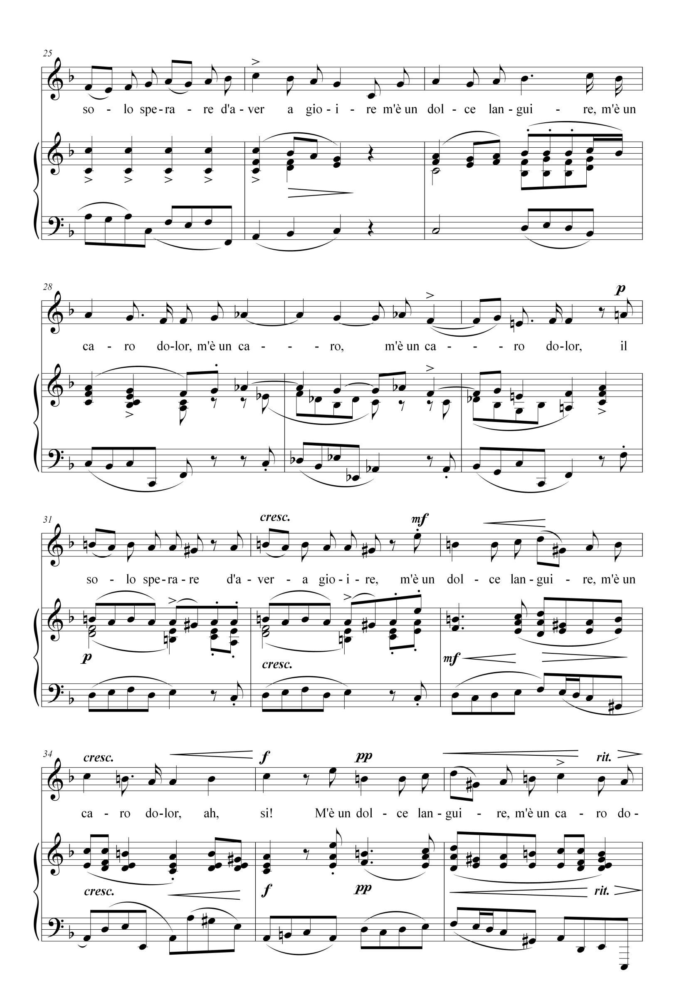 25
so - lo spe - ra - re d'a - ver a gio - i - re m'è un dol - ce lan - gui - re, m'è un
28
p
ca - ro do - lor, m'è un ca - - - ro, m'è un ca - - - ro do - lor, il
31
cresc. mf
so - lo spe - ra - re d'a - ver - a gio - i - re, m'è un dol - ce lan - gui - re, m'è un
p cresc. mf
34
cresc. f pp rit.
ca - ro do - lor, ah, si! M'è un dol - ce lan - gui - re, m'è un ca - ro do -
cresc. f pp rit.